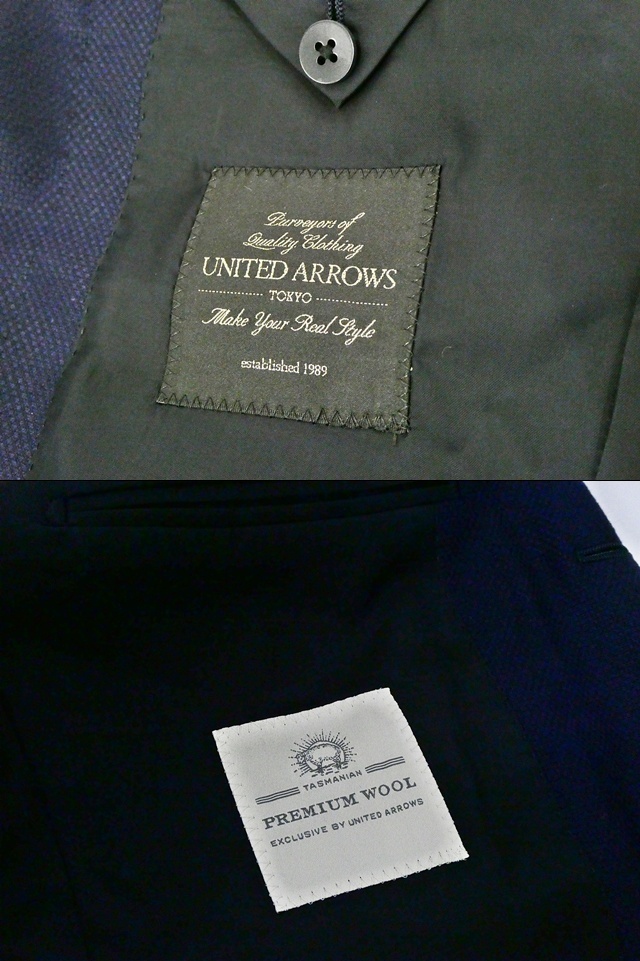 Purveyors of
Quality Clothing
UNITED ARROWS
TOKYO
Make Your Real Style
established 1989
TASMANIAN
PREMIUM WOOL
EXCLUSIVE BY UNITED ARROWS